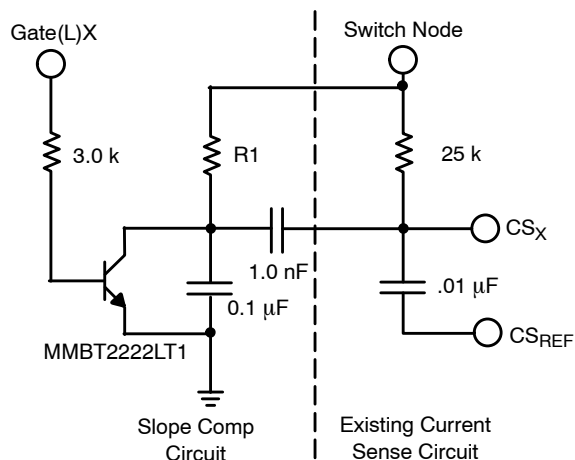 Gate(L)X
Switch Node
3.0 k
R1
25 k
CSX
1.0 nF
0.1 μF
.01 μF
CSREF
MMBT2222LT1
Slope Comp
Circuit
Existing Current
Sense Circuit